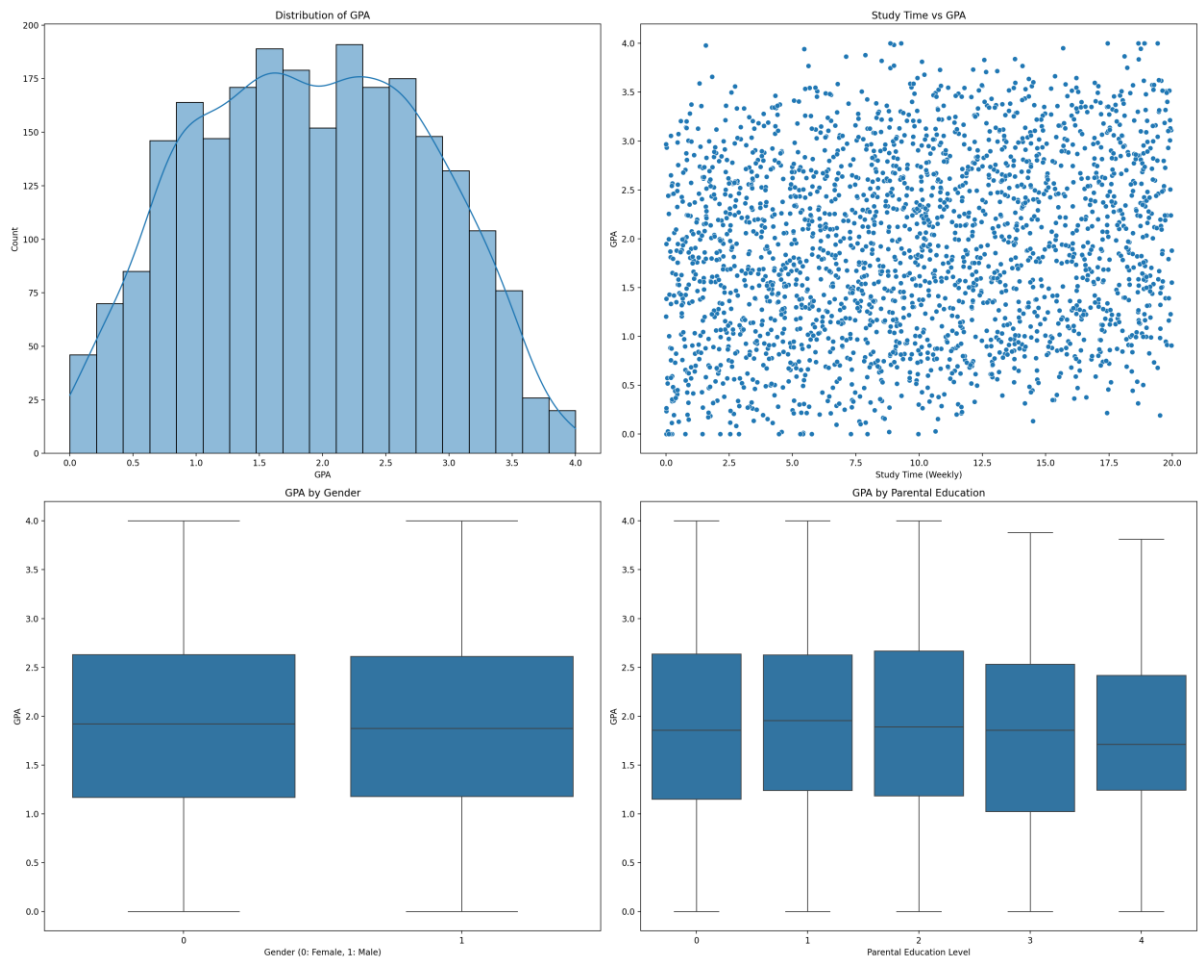 Distribution of GPA
200
175
150
125
100
75
50
25
0
Count
0.0 0.5 1.0 1.5 2.0 2.5 3.0 3.5 4.0
GPA
Study Time vs GPA
4.0
3.5
3.0
2.5
2.0
1.5
1.0
0.5
0.0
GPA
0.0 2.5 5.0 7.5 10.0 12.5 15.0 17.5 20.0
Study Time (Weekly)
GPA by Gender
4.0
3.5
3.0
2.5
2.0
1.5
1.0
0.5
0.0
GPA
0 1
Gender (0: Female, 1: Male)
GPA by Parental Education
4.0
3.5
3.0
2.5
2.0
1.5
1.0
0.5
0.0
GPA
0 1 2 3 4
Parental Education Level